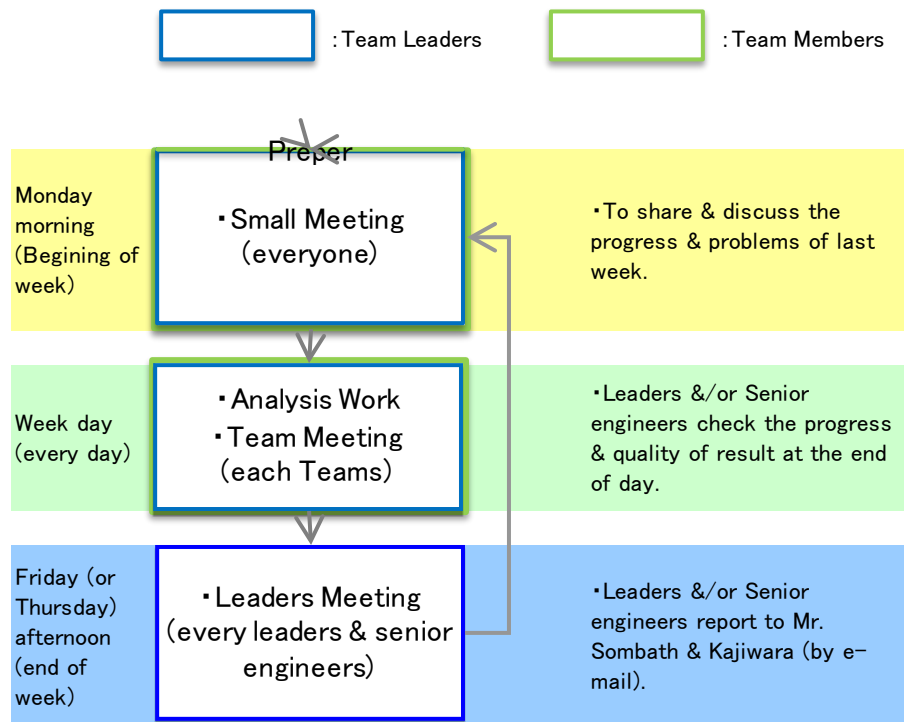 :Team Leaders
:Team Members
Preper
Monday
morning
(Begining of
week)
・Small Meeting
(everyone)
・To share & discuss the
progress & problems of last
week.
Week day
(every day)
・Analysis Work
・Team Meeting
(each Teams)
・Leaders &/or Senior
engineers check the progress
& quality of result at the end
of day.
Friday (or
Thursday)
afternoon
(end of
week)
・Leaders Meeting
(every leaders & senior
engineers)
・Leaders &/or Senior
engineers report to Mr.
Sombath & Kajiwara (by e-
mail).